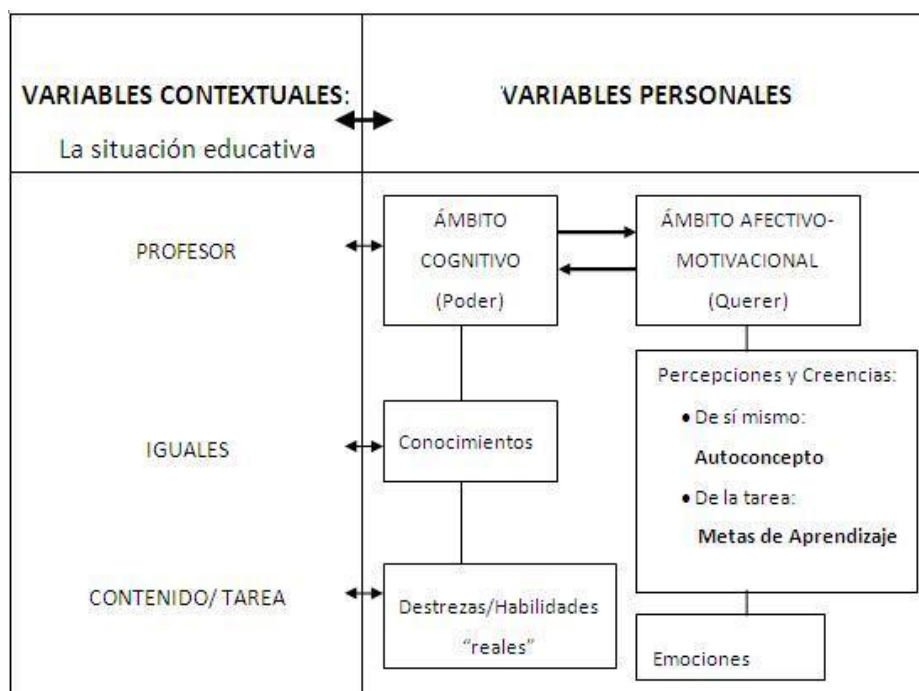 VARIABLES CONTEXTUALES:
La situación educativa
VARIABLES PERSONALES
PROFESOR
IGUALES
CONTENIDO/ TAREA
ÁMBITO
COGNITIVO
(Poder)
ÁMBITO AFECTIVO-
MOTIVACIONAL
(Querer)
Conocimientos
Destrezas/Habilidades
"reales"
Percepciones y Creencias:
• De sí mismo:
Autoconcepto
• De la tarea:
Metas de Aprendizaje
Emociones